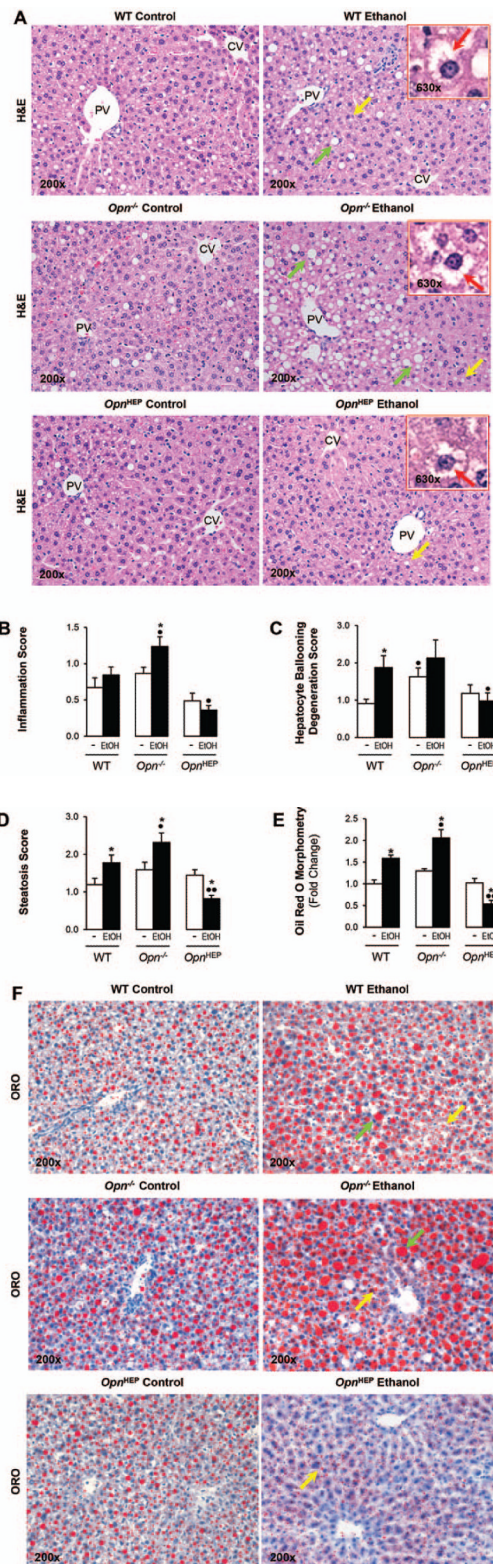 A
WT Control
WT Ethanol
H&E
PV
CV
200x
PV
CV
630x
200x
Opn-/- Control
Opn-/- Ethanol
H&E
CV
PV
200x
PV
630x
200x
OpnHEP Control
OpnHEP Ethanol
H&E
PV
CV
200x
CV
PV
630x
200x
B
Inflammation Score
1.5
1.0
0.5
0.0
*
- EtOH - EtOH - EtOH
WT Opn-/- OpnHEP
C
Hepatocyte Ballooning
Degeneration Score
3.0
2.0
1.0
0.0
*
- EtOH - EtOH - EtOH
WT Opn-/- OpnHE
D
Steatosis Score
3.0
2.0
1.0
0.0
* * *
- EtOH - EtOH - EtOH
WT Opn-/- OpnHEP
E
Oil Red O Morphometry
(Fold Change)
2.5
2.0
1.5
1.0
0.5
0.0
* * *
- EtOH - EtOH - EtOH
WT Opn-/- OpnHE
F
WT Control
WT Ethanol
ORO
200x
200x
Opn-/- Control
Opn-/- Ethanol
ORO
200x
200x
OpnHEP Control
OpnHEP Ethanol
ORO
200x
200x